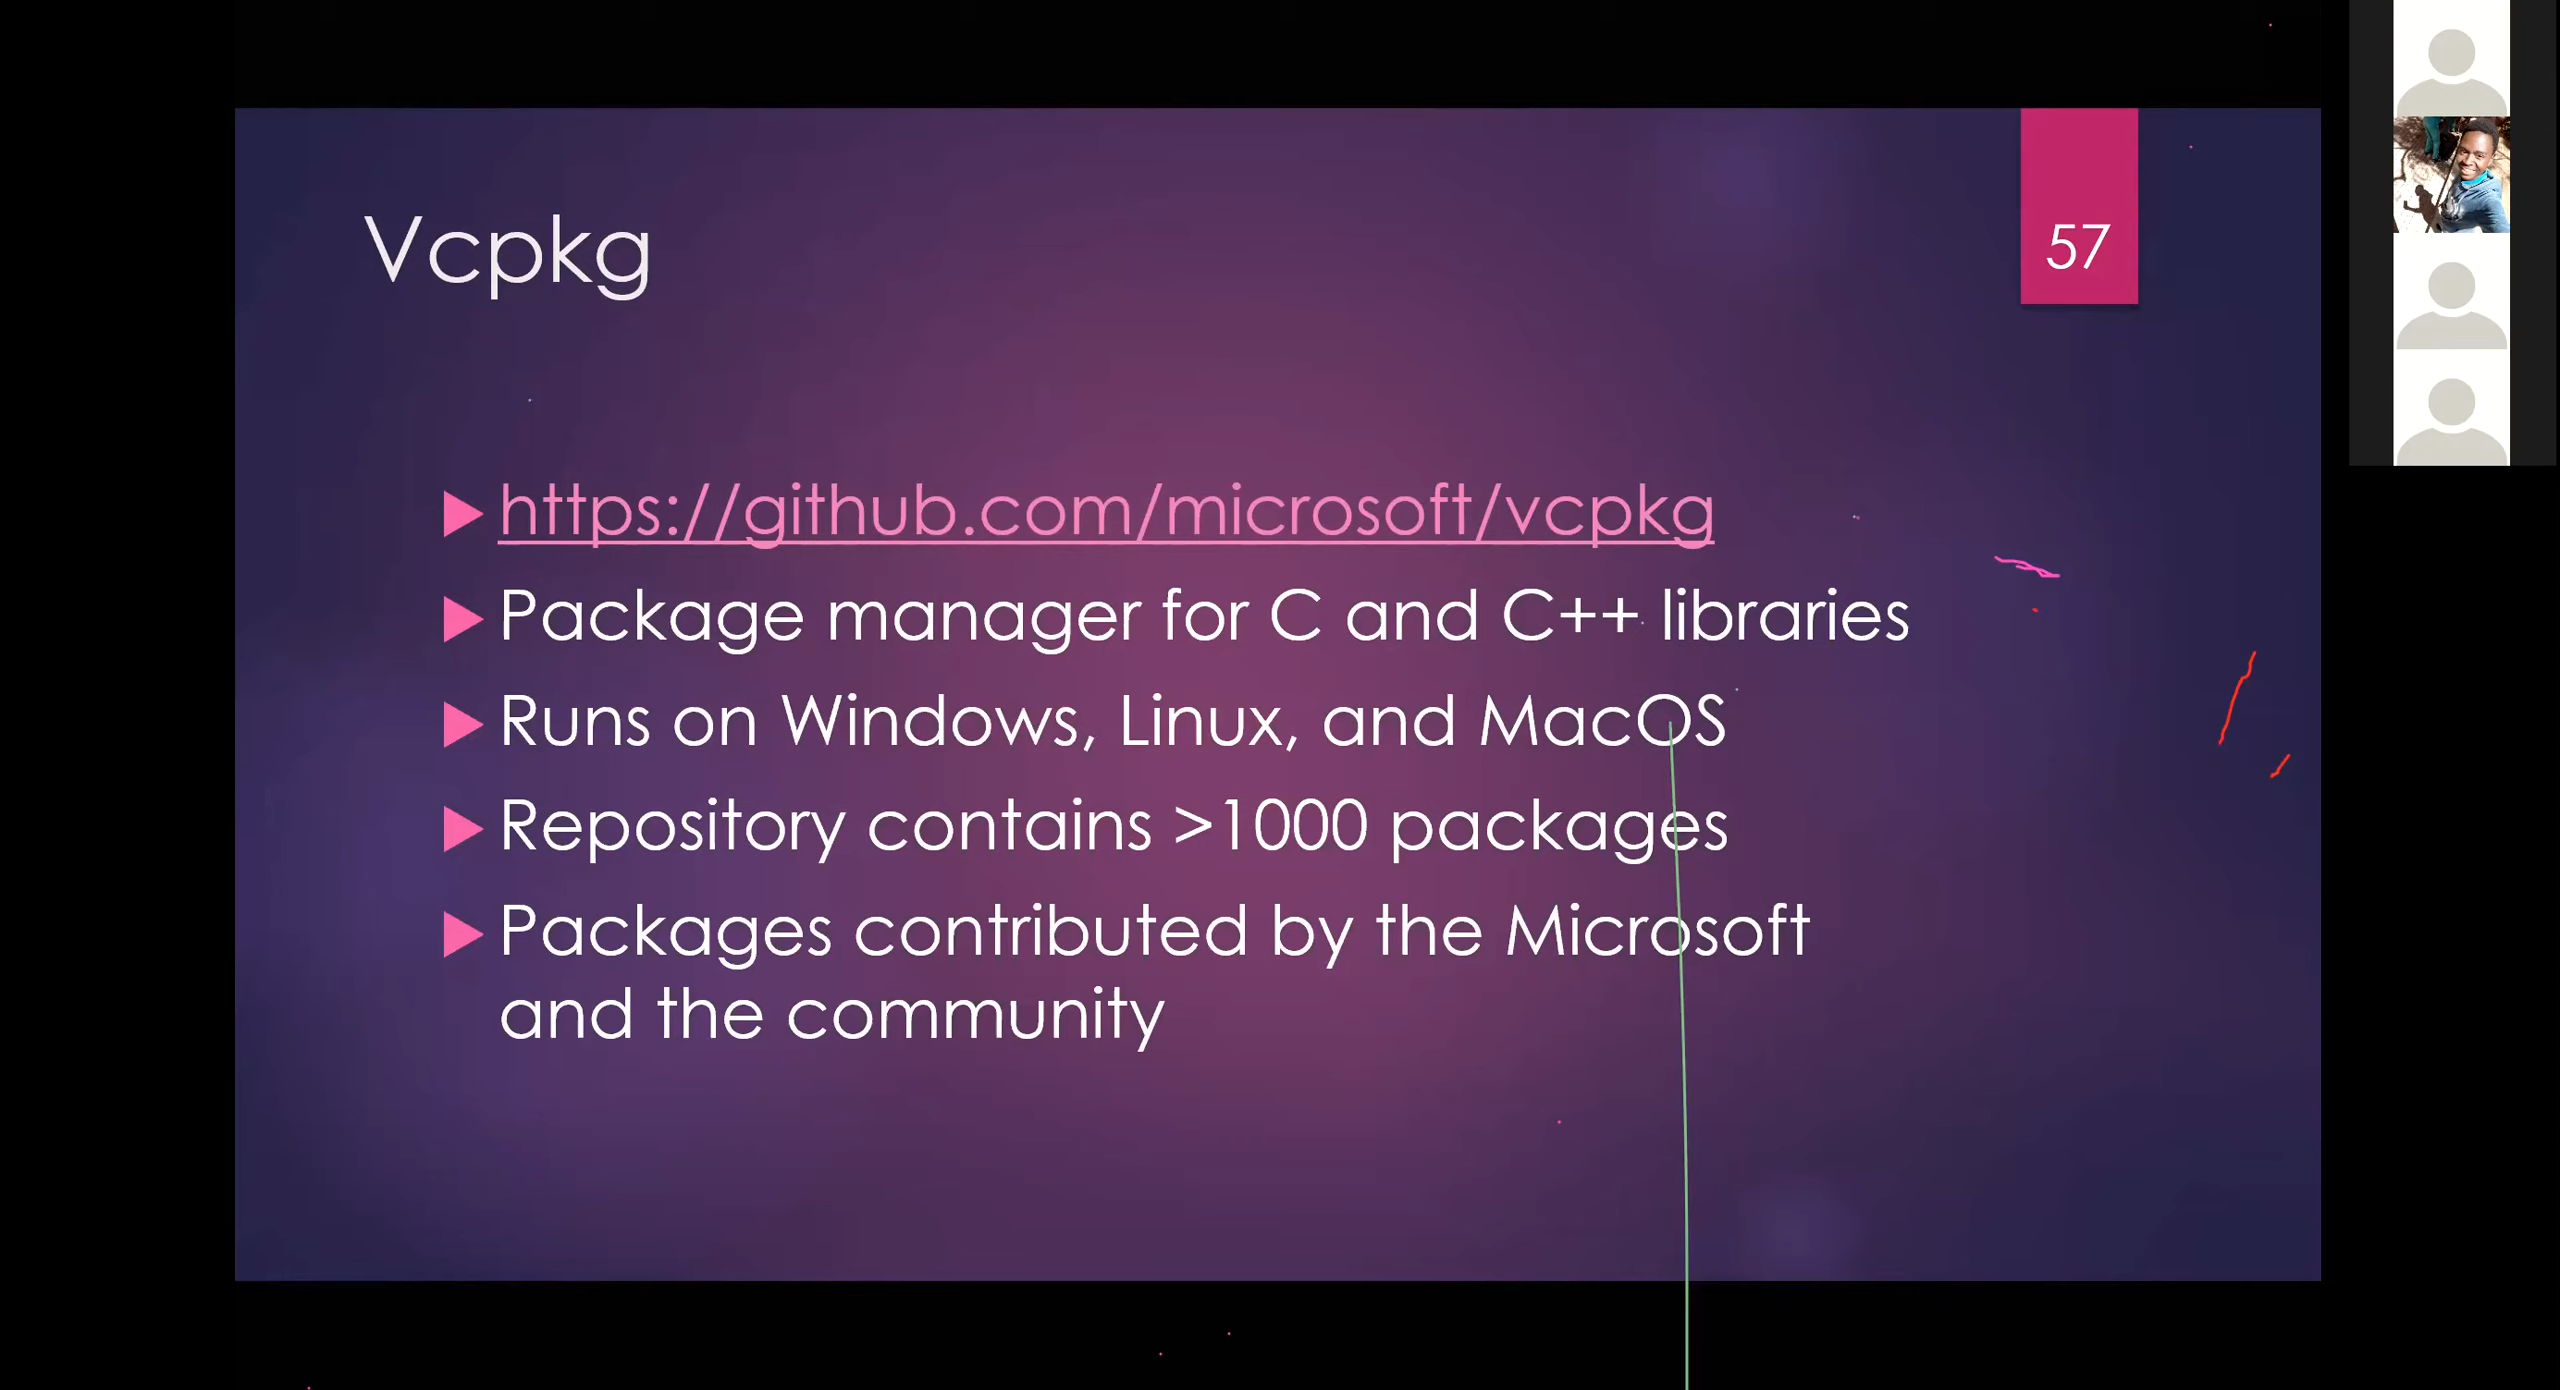 Vcpkg
57
https://github.com/microsoft/vcpkg
Package manager for C and C++ libraries
Runs on Windows, Linux, and MacOS
Repository contains >1000 packages
Packages contributed by the Microsoft
and the community